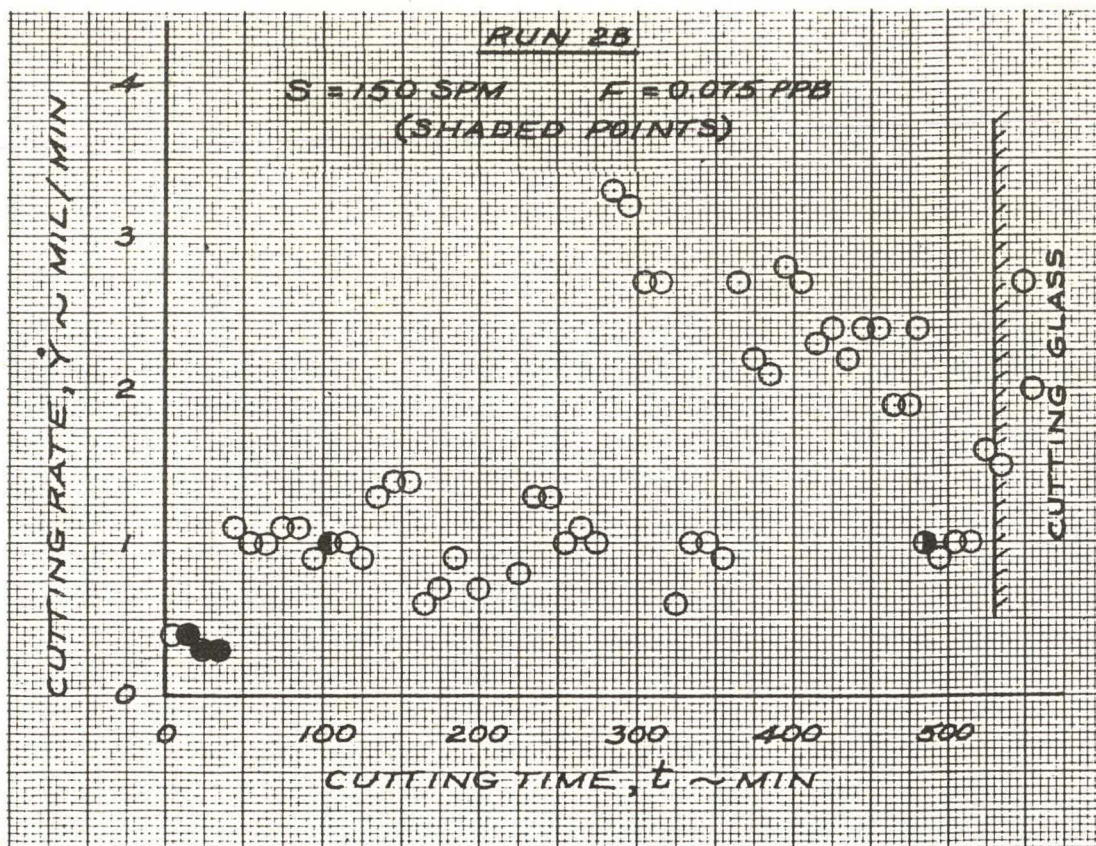 RUN 2B
S = 150 SPM F = 0.075 PPB
(SHADED POINTS)
CUTTING RATE, Ẏ ~ MIL/MIN
4
3
2
1
0
0 100 200 300 400 500
CUTTING TIME, t ~ MIN
CUTTING GLASS